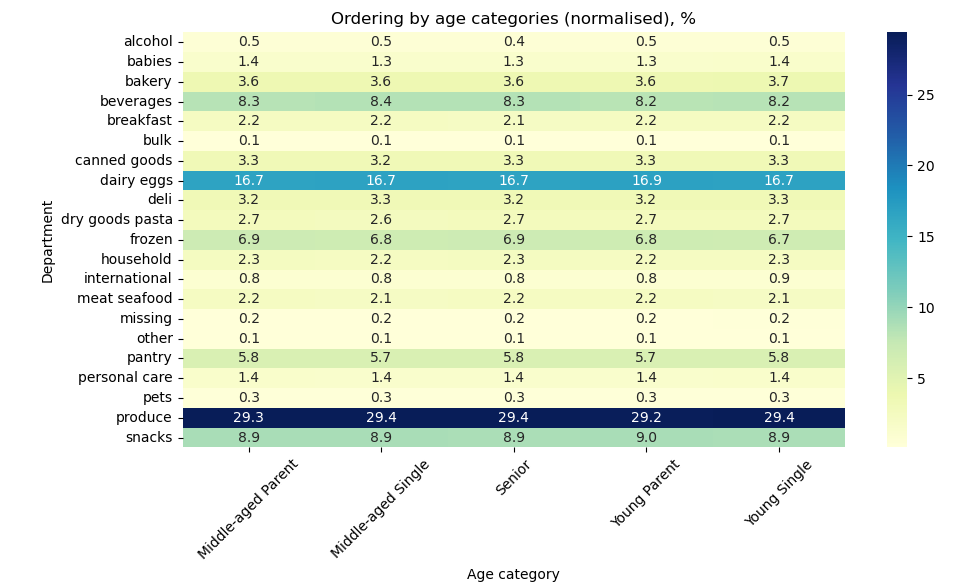 Ordering by age categories (normalised), %
alcohol 0.5 0.5 0.4 0.5 0.5
babies 1.4 1.3 1.3 1.3 1.4
bakery 3.6 3.6 3.6 3.6 3.7
beverages 8.3 8.4 8.3 8.2 8.2
breakfast 2.2 2.2 2.1 2.2 2.2
bulk 0.1 0.1 0.1 0.1 0.1
canned goods 3.3 3.2 3.3 3.3 3.3
dairy eggs 16.7 16.7 16.7 16.9 16.7
deli 3.2 3.3 3.2 3.2 3.3
dry goods pasta 2.7 2.6 2.7 2.7 2.7
frozen 6.9 6.8 6.9 6.8 6.7
household 2.3 2.2 2.3 2.2 2.3
international 0.8 0.8 0.8 0.8 0.9
meat seafood 2.2 2.1 2.2 2.2 2.1
missing 0.2 0.2 0.2 0.2 0.2
other 0.1 0.1 0.1 0.1 0.1
pantry 5.8 5.7 5.8 5.7 5.8
personal care 1.4 1.4 1.4 1.4 1.4
pets 0.3 0.3 0.3 0.3 0.3
produce 29.3 29.4 29.4 29.2 29.4
snacks 8.9 8.9 8.9 9.0 8.9
Department
Middle-aged Parent
Middle-aged Single
Senior
Young Parent
Young Single
Age category
25
20
15
10
5